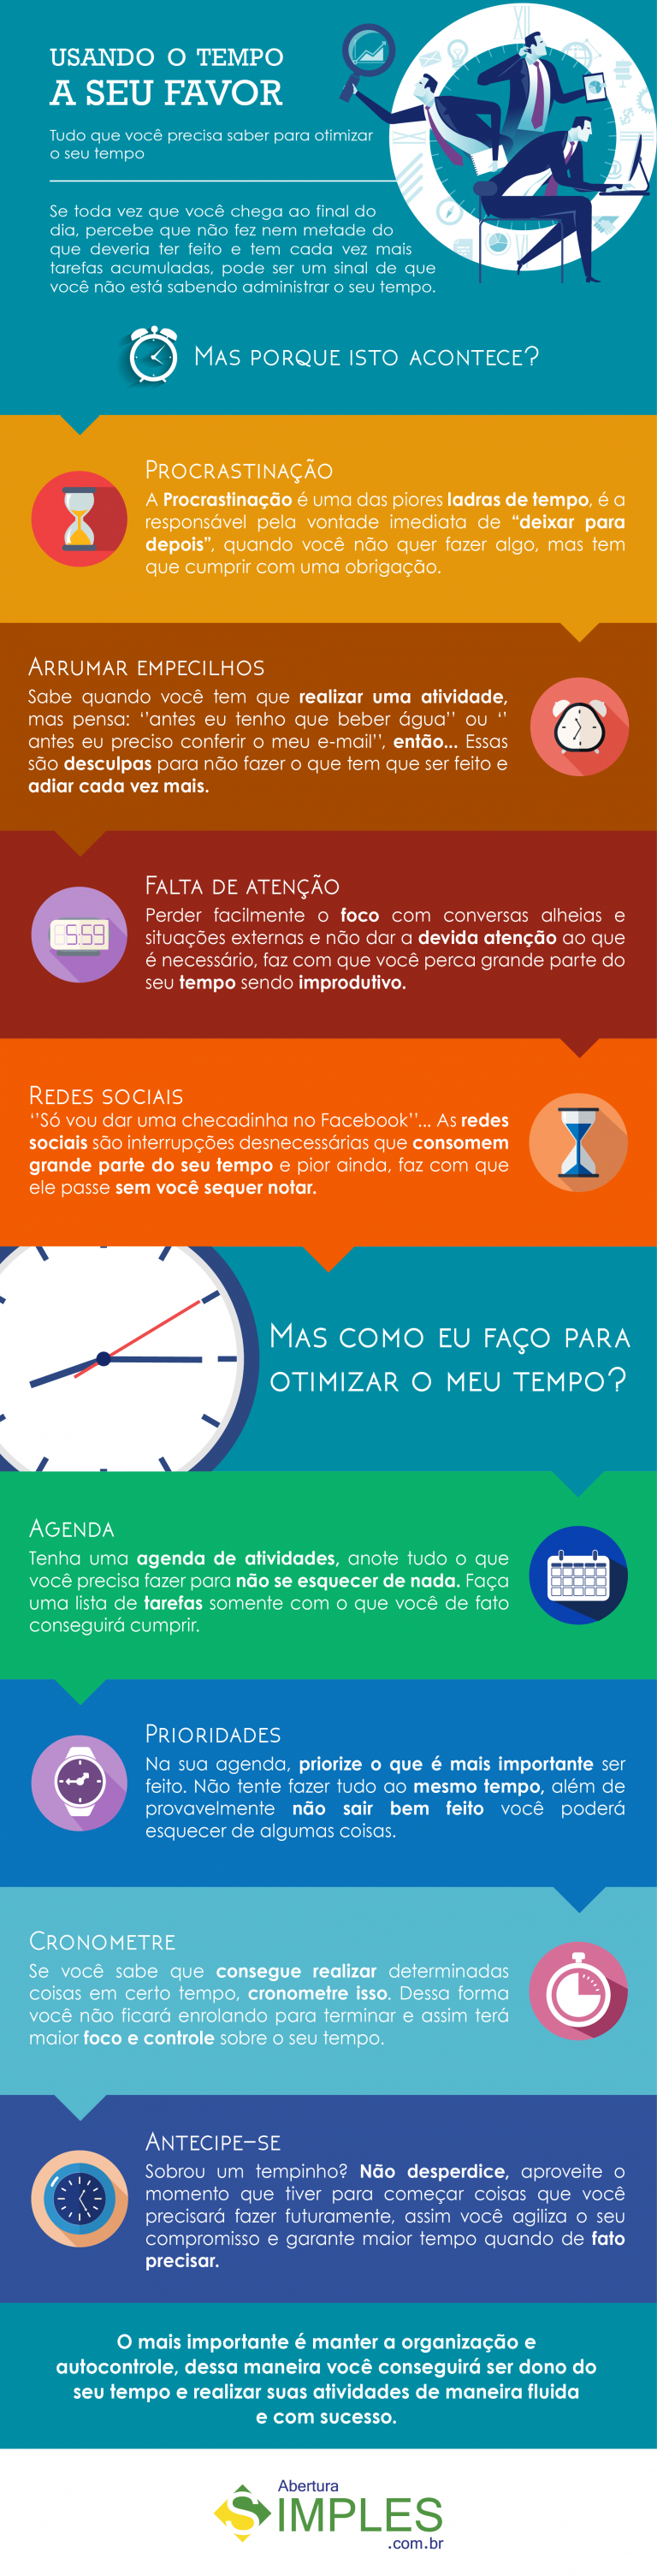 USANDO O TEMPO
A SEU FAVOR
Tudo que você precisa saber para otimizar
o seu tempo
Se toda vez que você chega ao final do
dia, percebe que não fez nem metade do
que deveria ter feito e tem cada vez mais
tarefas acumuladas, pode ser um sinal de que
você não está sabendo administrar o seu tempo.
MAS PORQUE ISTO ACONTECE?
PROCRASTINAÇÃO
A Procrastinação é uma das piores ladras de tempo, é a
responsável pela vontade imediata de “deixar para
depois”, quando você não quer fazer algo, mas tem
que cumprir com uma obrigação.
ARRUMAR EMPECILHOS
Sabe quando você tem que realizar uma atividade,
mas pensa: ‘’antes eu tenho que beber água’’ ou ‘’
antes eu preciso conferir o meu e-mail’’, então... Essas
são desculpas para não fazer o que tem que ser feito e
adiar cada vez mais.
FALTA DE ATENÇÃO
5:59
Perder facilmente o foco com conversas alheias e
situações externas e não dar a devida atenção ao que
é necessário, faz com que você perca grande parte do
seu tempo sendo improdutivo.
REDES SOCIAIS
‘’Só vou dar uma checadinha no Facebook’’... As redes
sociais são interrupções desnecessárias que consomem
grande parte do seu tempo e pior ainda, faz com que
ele passe sem você sequer notar.
MAS COMO EU FAÇO PARA
OTIMIZAR O MEU TEMPO?
AGENDA
Tenha uma agenda de atividades, anote tudo o que
você precisa fazer para não se esquecer de nada. Faça
uma lista de tarefas somente com o que você de fato
conseguirá cumprir.
PRIORIDADES
Na sua agenda, priorize o que é mais importante ser
feito. Não tente fazer tudo ao mesmo tempo, além de
provavelmente não sair bem feito você poderá
esquecer de algumas coisas.
CRONOMETRE
Se você sabe que consegue realizar determinadas
coisas em certo tempo, cronometre isso. Dessa forma
você não ficará enrolando para terminar e assim terá
maior foco e controle sobre o seu tempo.
ANTECIPE-SE
Sobrou um tempinho? Não desperdice, aproveite o
momento que tiver para começar coisas que você
precisará fazer futuramente, assim você agiliza o seu
compromisso e garante maior tempo quando de fato
precisar.
O mais importante é manter a organização e
autocontrole, dessa maneira você conseguirá ser dono do
seu tempo e realizar suas atividades de maneira fluida
e com sucesso.
Abertura
SIMPLES
.com.br